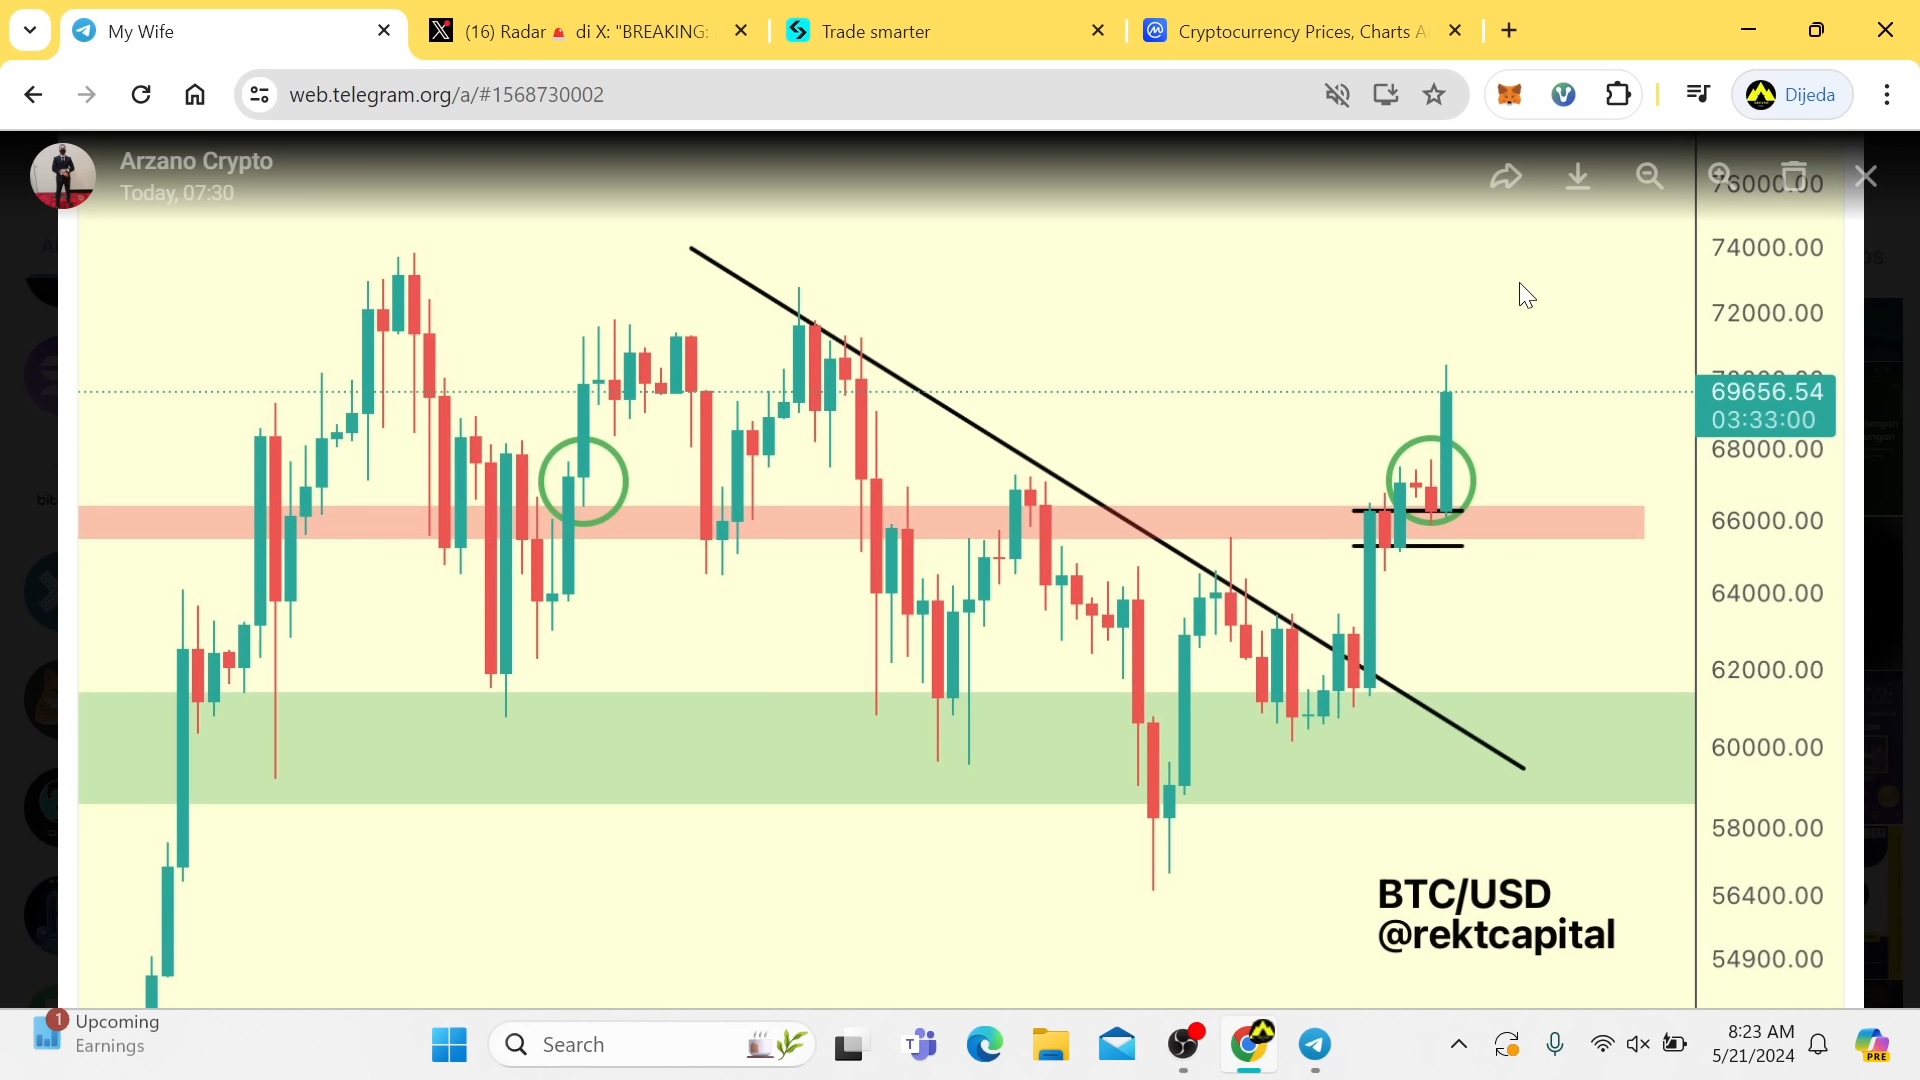 My Wife
(16) Radar 🚨 di X: "BREAKING:
Trade smarter
Cryptocurrency Prices, Charts A
web.telegram.org/a/#1568730002
Dijeda
Arzano Crypto
Today, 07:30
76000.00
74000.00
72000.00
69656.54
03:33:00
68000.00
66000.00
64000.00
62000.00
60000.00
58000.00
56400.00
54900.00
BTC/USD
@rektcapital
1
Upcoming
Earnings
Search
T
PRE
8:23 AM
5/21/2024